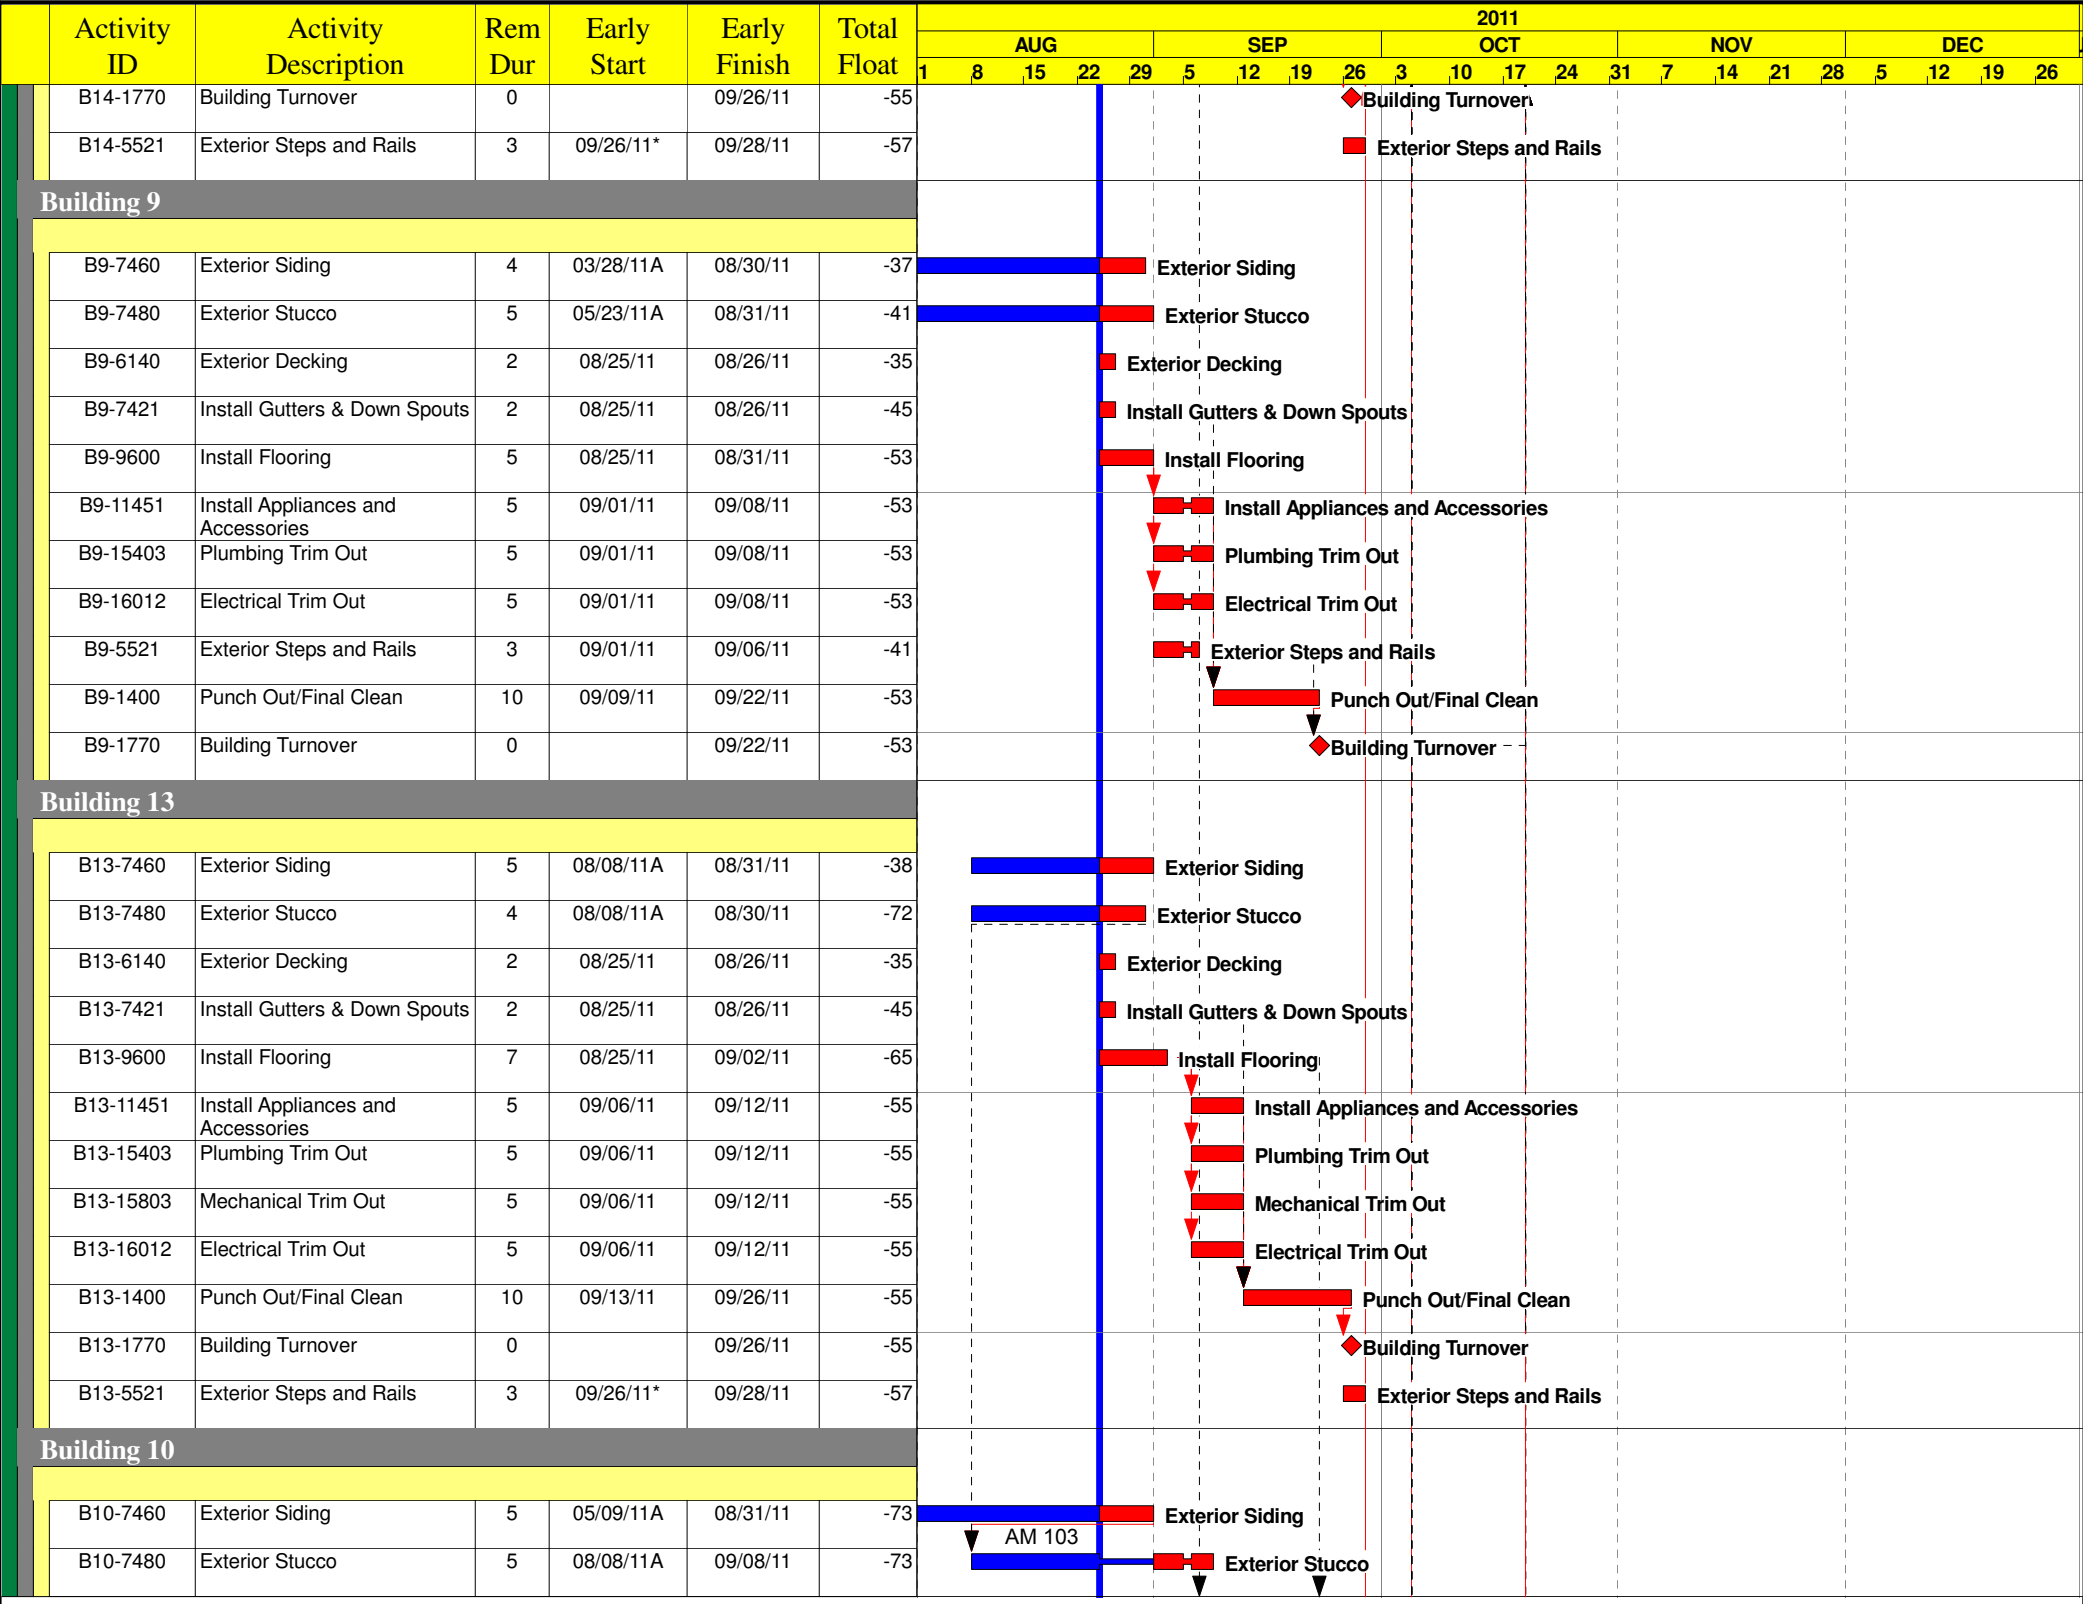 Activity ID Activity Description Rem Dur Early Start Early Finish Total Float
2011
AUG SEP OCT NOV DEC
1 8 15 22 29 5 12 19 26 3 10 17 24 31 7 14 21 28 5 12 19 26
B14-1770 Building Turnover 0 09/26/11 -55 Building Turnover
B14-5521 Exterior Steps and Rails 3 09/26/11* 09/28/11 -57 Exterior Steps and Rails
Building 9
B9-7460 Exterior Siding 4 03/28/11A 08/30/11 -37 Exterior Siding
B9-7480 Exterior Stucco 5 05/23/11A 08/31/11 -41 Exterior Stucco
B9-6140 Exterior Decking 2 08/25/11 08/26/11 -35 Exterior Decking
B9-7421 Install Gutters & Down Spouts 2 08/25/11 08/26/11 -45 Install Gutters & Down Spouts
B9-9600 Install Flooring 5 08/25/11 08/31/11 -53 Install Flooring
B9-11451 Install Appliances and Accessories 5 09/01/11 09/08/11 -53 Install Appliances and Accessories
B9-15403 Plumbing Trim Out 5 09/01/11 09/08/11 -53 Plumbing Trim Out
B9-16012 Electrical Trim Out 5 09/01/11 09/08/11 -53 Electrical Trim Out
B9-5521 Exterior Steps and Rails 3 09/01/11 09/06/11 -41 Exterior Steps and Rails
B9-1400 Punch Out/Final Clean 10 09/09/11 09/22/11 -53 Punch Out/Final Clean
B9-1770 Building Turnover 0 09/22/11 -53 Building Turnover
Building 13
B13-7460 Exterior Siding 5 08/08/11A 08/31/11 -38 Exterior Siding
B13-7480 Exterior Stucco 4 08/08/11A 08/30/11 -72 Exterior Stucco
B13-6140 Exterior Decking 2 08/25/11 08/26/11 -35 Exterior Decking
B13-7421 Install Gutters & Down Spouts 2 08/25/11 08/26/11 -45 Install Gutters & Down Spouts
B13-9600 Install Flooring 7 08/25/11 09/02/11 -65 Install Flooring
B13-11451 Install Appliances and Accessories 5 09/06/11 09/12/11 -55 Install Appliances and Accessories
B13-15403 Plumbing Trim Out 5 09/06/11 09/12/11 -55 Plumbing Trim Out
B13-15803 Mechanical Trim Out 5 09/06/11 09/12/11 -55 Mechanical Trim Out
B13-16012 Electrical Trim Out 5 09/06/11 09/12/11 -55 Electrical Trim Out
B13-1400 Punch Out/Final Clean 10 09/13/11 09/26/11 -55 Punch Out/Final Clean
B13-1770 Building Turnover 0 09/26/11 -55 Building Turnover
B13-5521 Exterior Steps and Rails 3 09/26/11* 09/28/11 -57 Exterior Steps and Rails
Building 10
B10-7460 Exterior Siding 5 05/09/11A 08/31/11 -73 Exterior Siding
AM 103
B10-7480 Exterior Stucco 5 08/08/11A 09/08/11 -73 Exterior Stucco